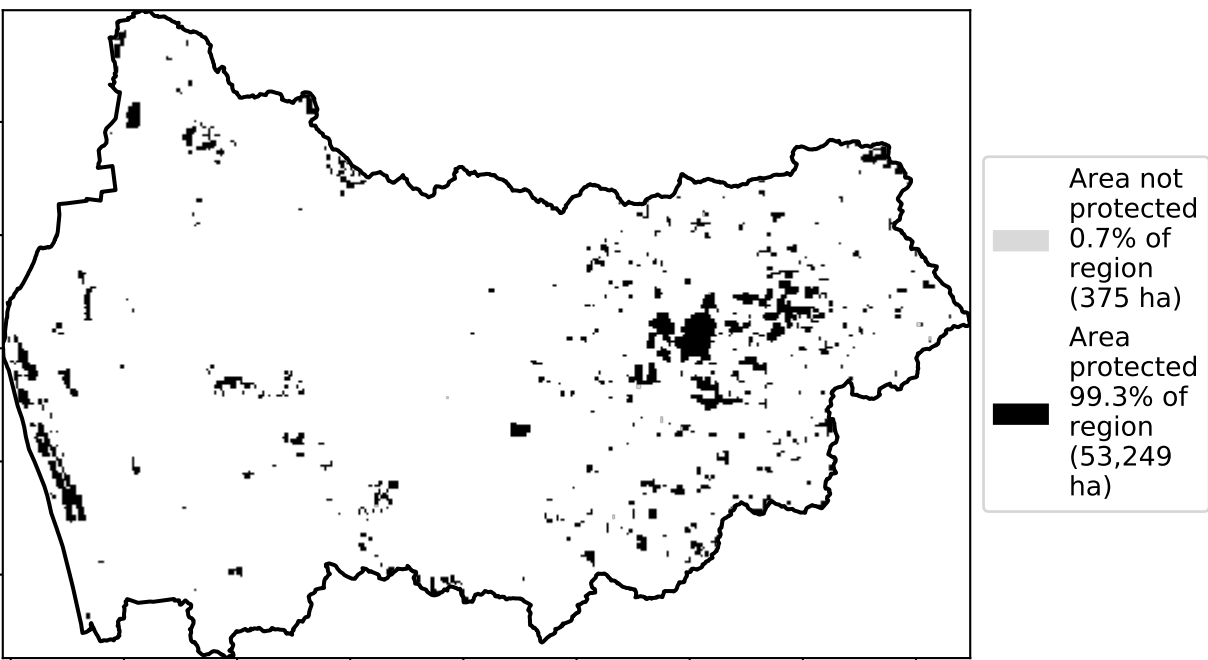 Area not
protected
0.7% of
region
(375 ha)
Area
protected
99.3% of
region
(53,249
ha)